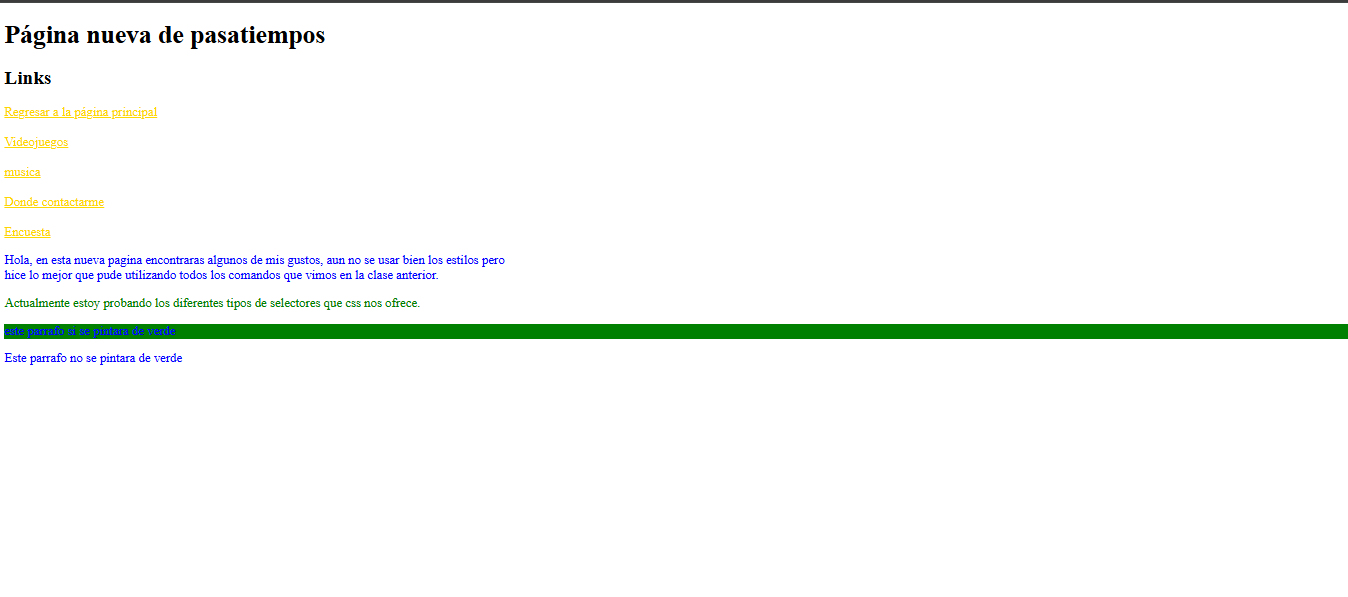 Página nueva de pasatiempos
Links
Regresar a la página principal
Videojuegos
musica
Donde contactarme
Encuesta
Hola, en esta nueva pagina encontraras algunos de mis gustos, aun no se usar bien los estilos pero
hice lo mejor que pude utilizando todos los comandos que vimos en la clase anterior.
Actualmente estoy probando los diferentes tipos de selectores que css nos ofrece.
este parrafo si se pintara de verde
Este parrafo no se pintara de verde